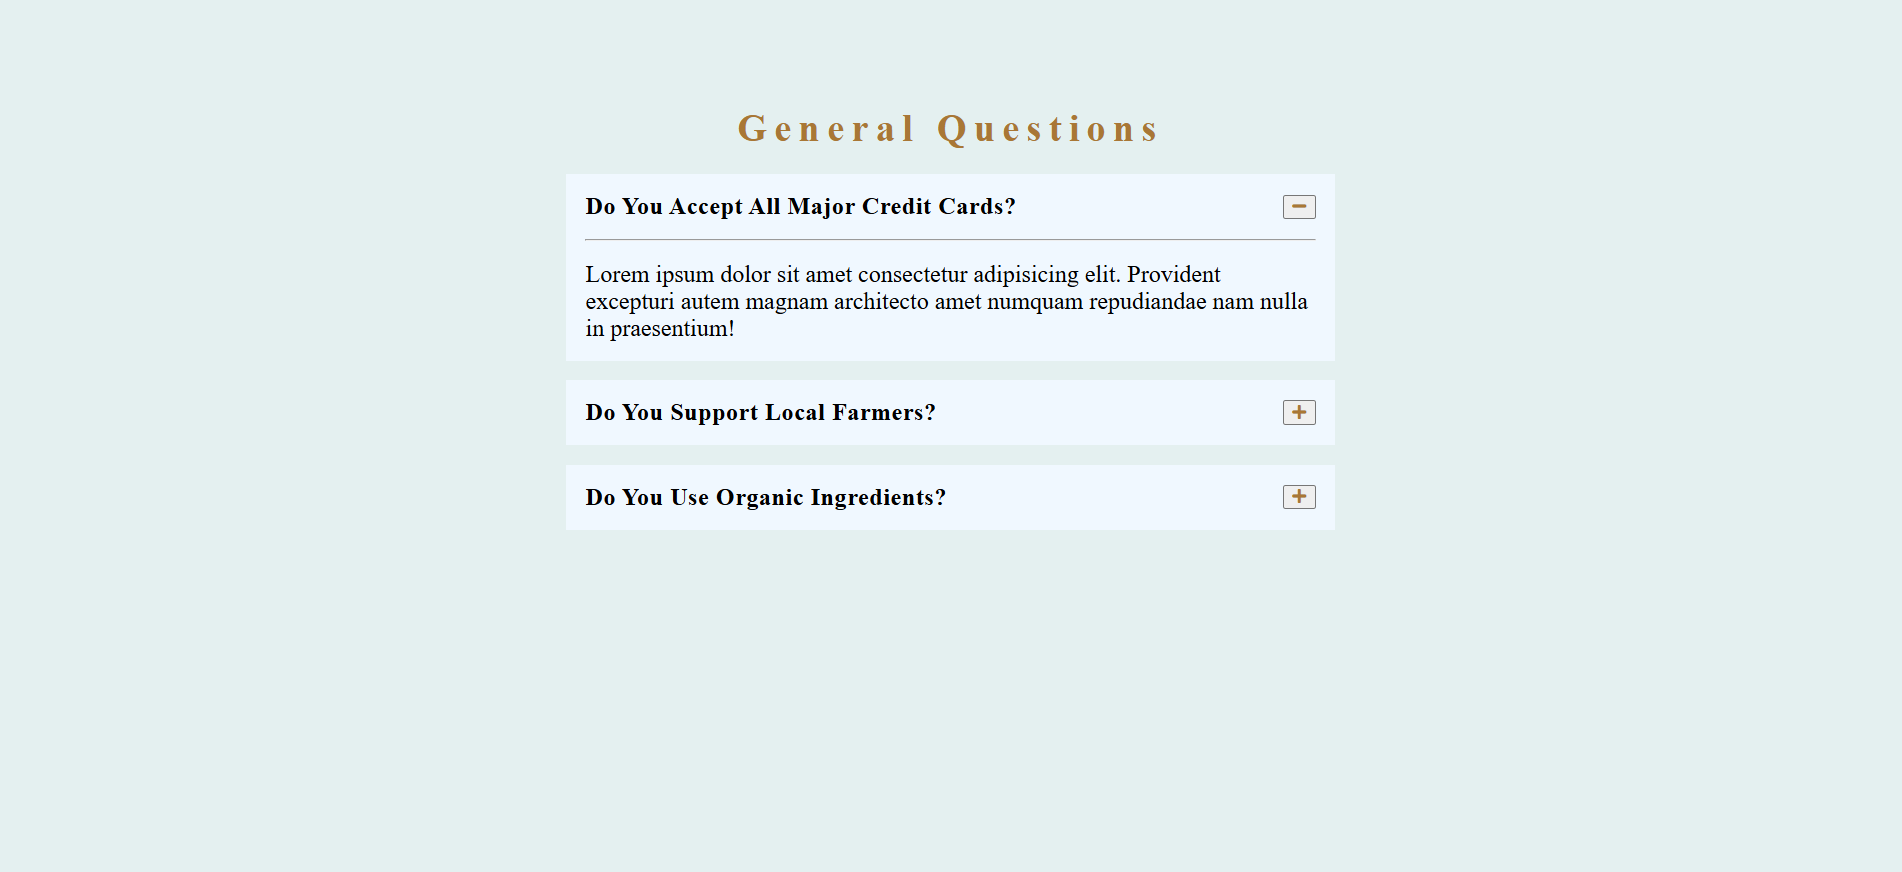 General Questions
Do You Accept All Major Credit Cards?
Lorem ipsum dolor sit amet consectetur adipisicing elit. Provident
excepturi autem magnam architecto amet numquam repudiandae nam nulla
in praesentium!
Do You Support Local Farmers?
Do You Use Organic Ingredients?